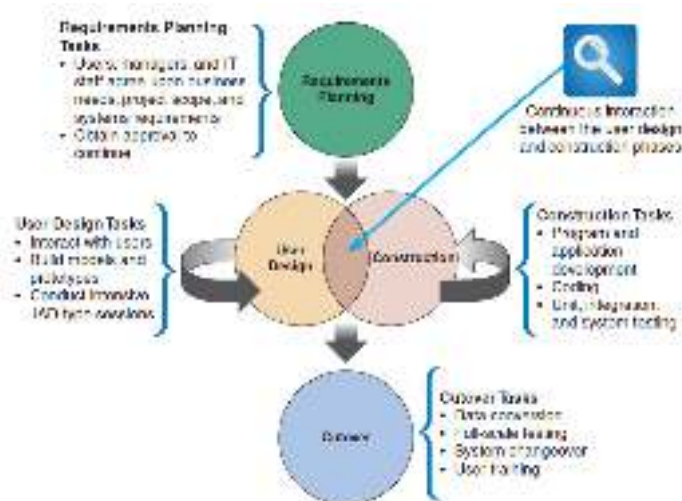 Requirements Planning
Tasks
• Users, managers, and IT
staff agree upon business
needs, project scope, and
systems requirements
• Obtain approval to
continue
Requirements
Planning
Continuous interaction
between the user design
and construction phases
User Design Tasks
• Interact with users
• Build models and
prototypes
• Conduct intensive
JAD type sessions
User
Design
Construction
Construction Tasks
• Program and
application
development
• Coding
• Unit, integration,
and system testing
Cutover
Cutover Tasks
• Data conversion
• Full-scale testing
• System changeover
• User training